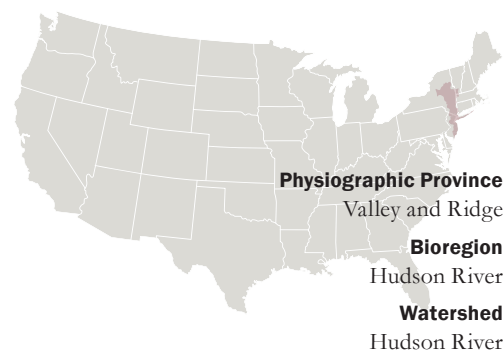 Physiographic Province
Valley and Ridge
Bioregion
Hudson River
Watershed
Hudson River